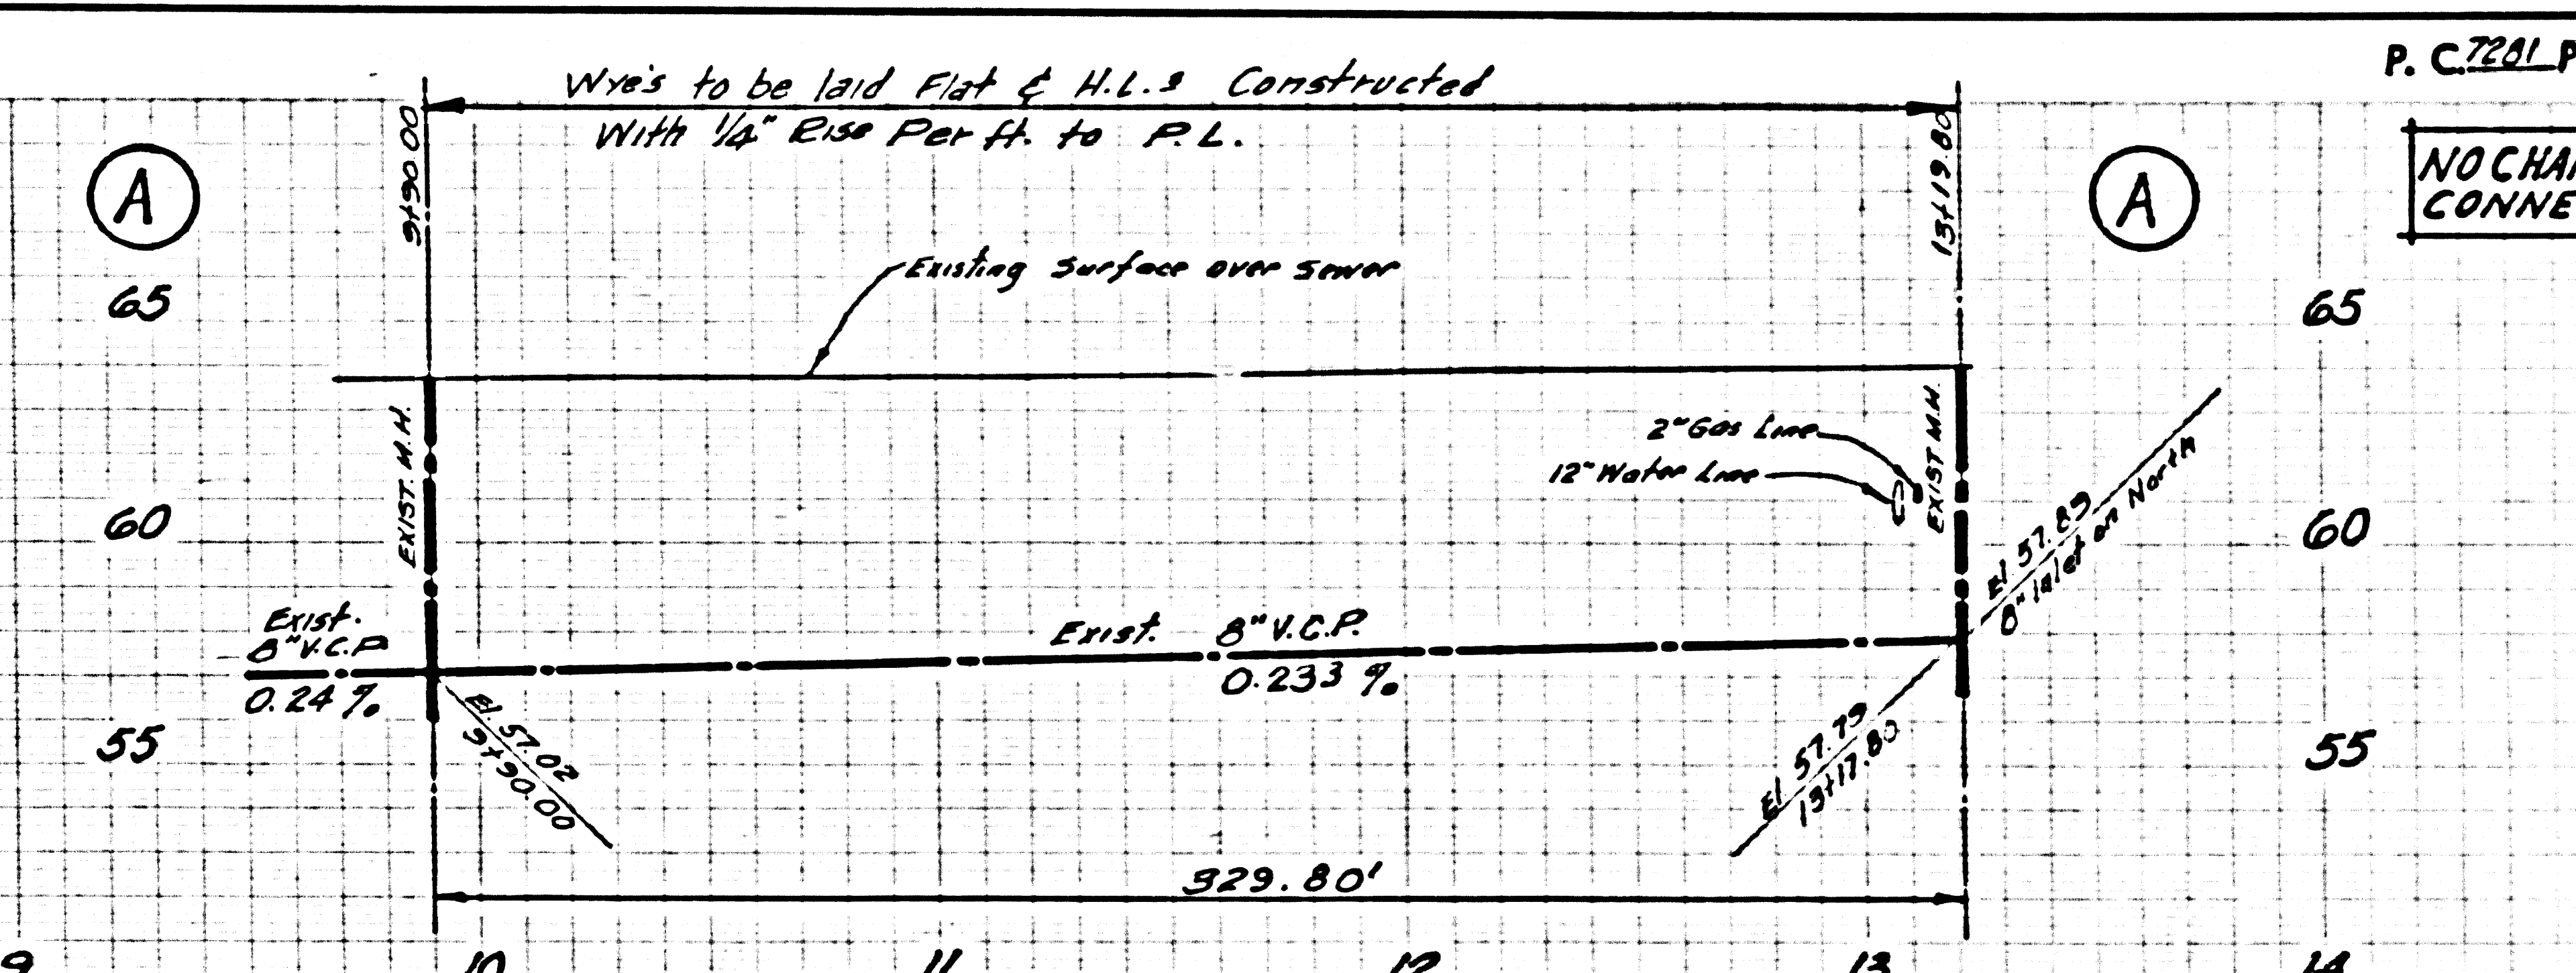 P. C. 7281 P
Wye's to be laid Flat & H.L.s Constructed
With 1/4" Rise Per ft. to P.L.
9+90.00
13+19.80
A
A
NO CHA
CONNE
Existing Surface over sewer
65
65
EXIST. M.H.
EXIST M.H.
2" Gas Line
12" Water Line
60
60
El 57.89
8" Inlet on North
Exist.
8" V.C.P.
0.24 %
Exist. 8" V.C.P.
0.233 %
El 57.02
9+90.00
El 57.79
13+17.80
55
55
329.80'
9 10 11 12 13 14